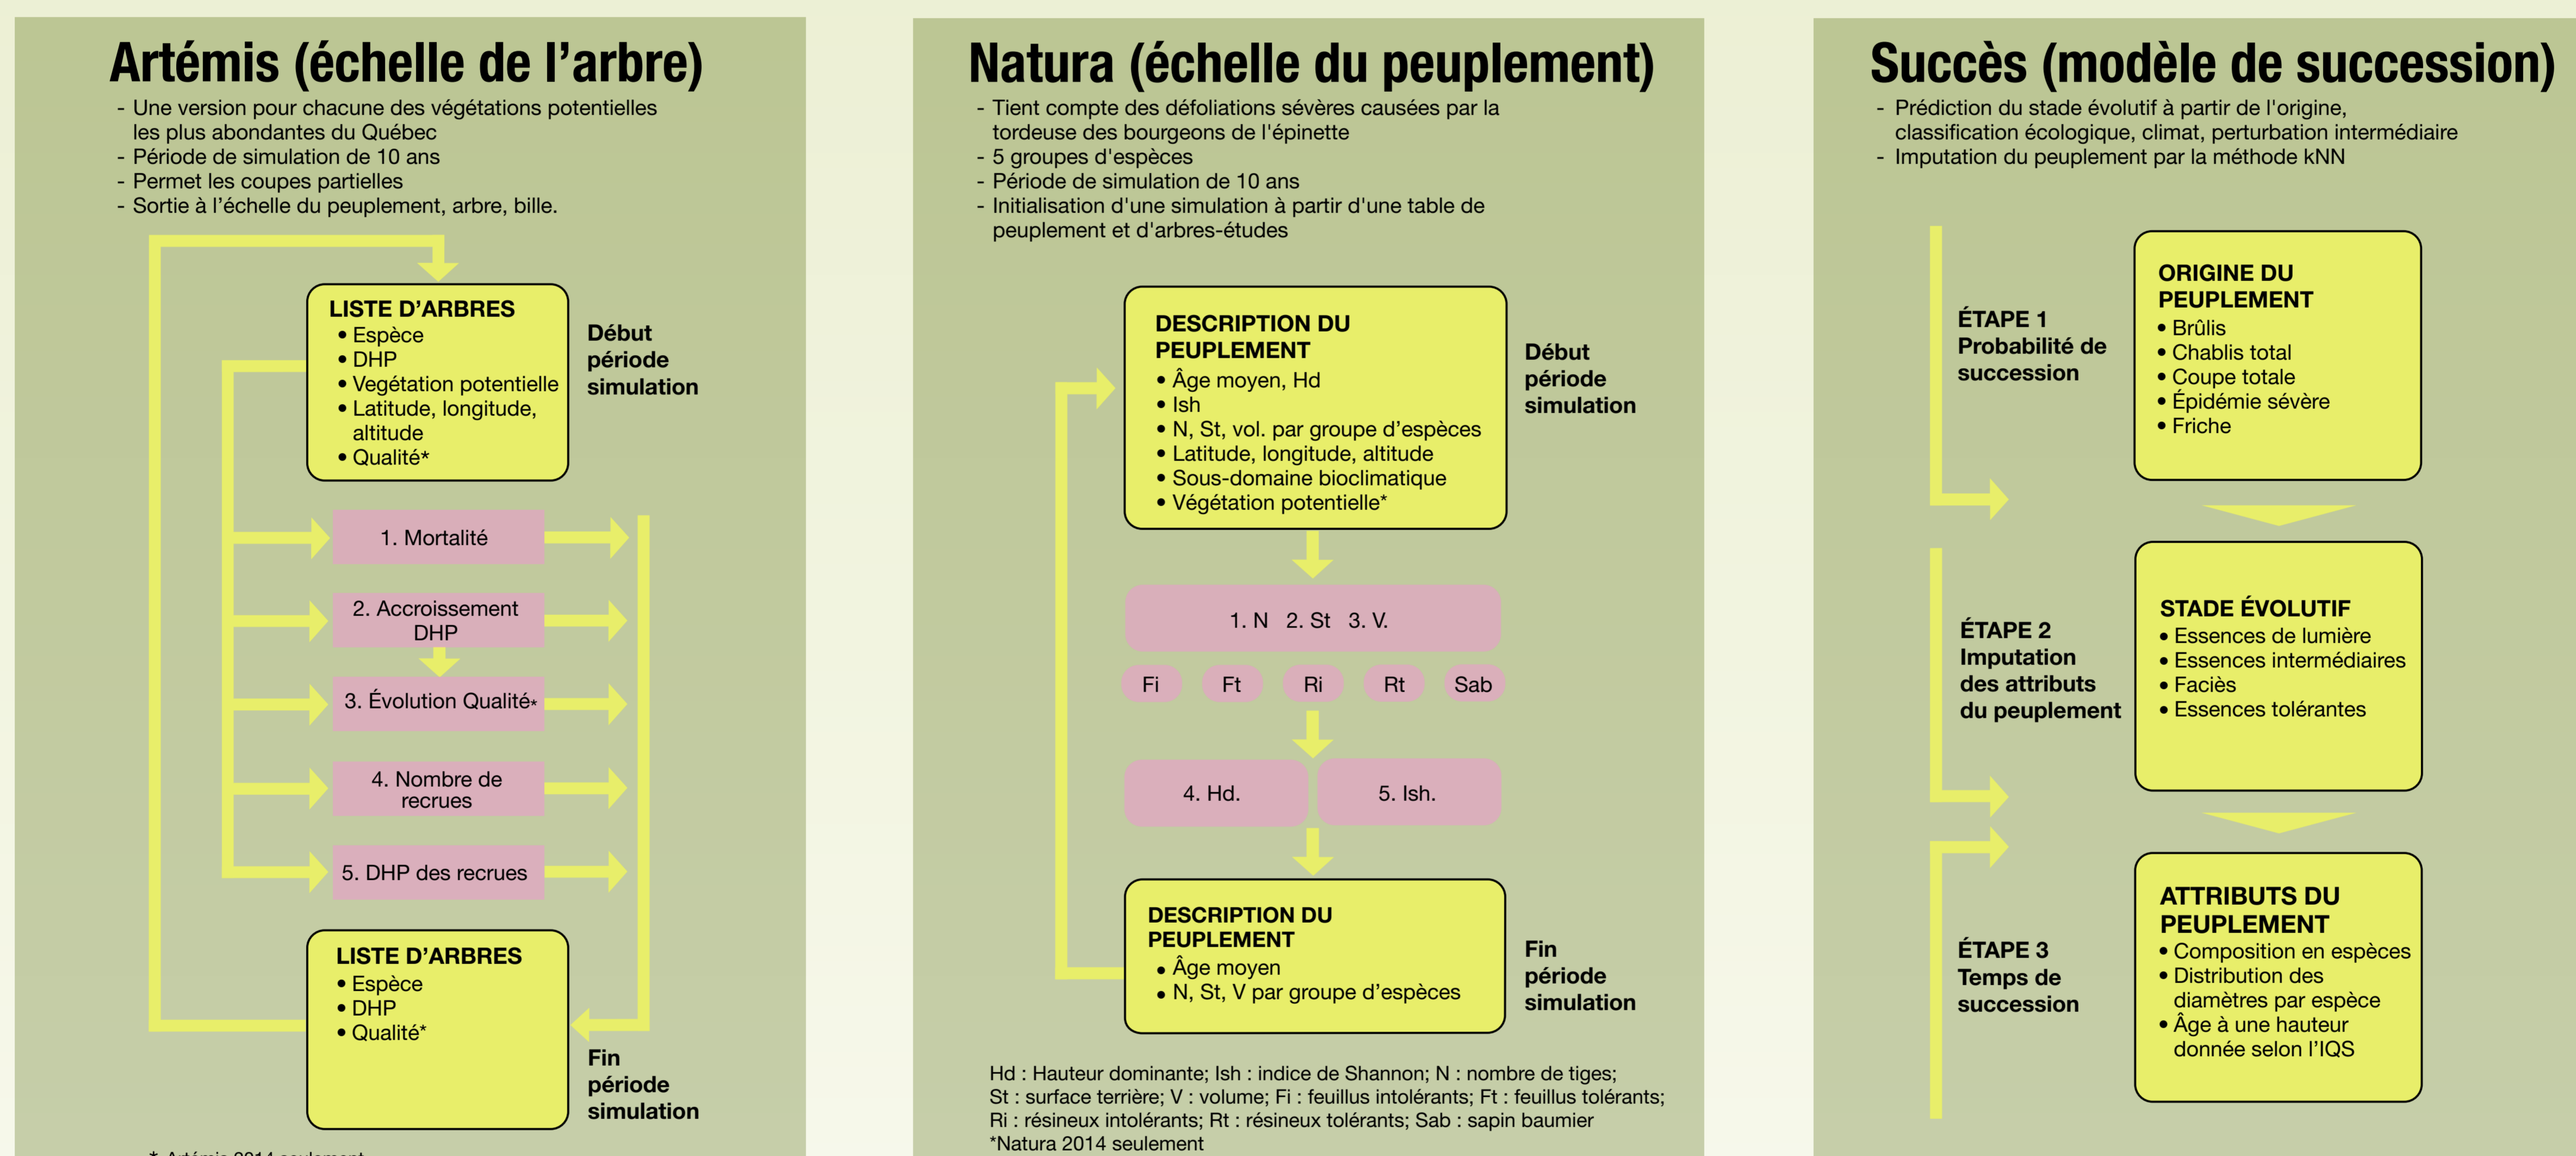 Artémis (échelle de l’arbre)
- Une version pour chacune des végétations potentielles
les plus abondantes du Québec
- Période de simulation de 10 ans
- Permet les coupes partielles
- Sortie à l’échelle du peuplement, arbre, bille.
LISTE D’ARBRES
• Espèce
• DHP
• Vegétation potentielle
• Latitude, longitude,
altitude
• Qualité*
Début
période
simulation
1. Mortalité
2. Accroissement
DHP
3. Évolution Qualité*
4. Nombre de
recrues
5. DHP des recrues
LISTE D’ARBRES
• Espèce
• DHP
• Qualité*
Fin
période
simulation
* Artémis 2014 seulement
Natura (échelle du peuplement)
- Tient compte des défoliations sévères causées par la
tordeuse des bourgeons de l'épinette
- 5 groupes d'espèces
- Période de simulation de 10 ans
- Initialisation d'une simulation à partir d'une table de
peuplement et d'arbres-études
DESCRIPTION DU
PEUPLEMENT
• Âge moyen, Hd
• Ish
• N, St, vol. par groupe d’espèces
• Latitude, longitude, altitude
• Sous-domaine bioclimatique
• Végétation potentielle*
Début
période
simulation
1. N 2. St 3. V.
Fi Ft Ri Rt Sab
4. Hd. 5. Ish.
DESCRIPTION DU
PEUPLEMENT
• Âge moyen
• N, St, V par groupe d’espèces
Fin
période
simulation
Hd : Hauteur dominante; Ish : indice de Shannon; N : nombre de tiges;
St : surface terrière; V : volume; Fi : feuillus intolérants; Ft : feuillus tolérants;
Ri : résineux intolérants; Rt : résineux tolérants; Sab : sapin baumier
*Natura 2014 seulement
Succès (modèle de succession)
- Prédiction du stade évolutif à partir de l'origine,
classification écologique, climat, perturbation intermédiaire
- Imputation du peuplement par la méthode kNN
ÉTAPE 1
Probabilité de
succession
ORIGINE DU
PEUPLEMENT
• Brûlis
• Chablis total
• Coupe totale
• Épidémie sévère
• Friche
ÉTAPE 2
Imputation
des attributs
du peuplement
STADE ÉVOLUTIF
• Essences de lumière
• Essences intermédiaires
• Faciès
• Essences tolérantes
ÉTAPE 3
Temps de
succession
ATTRIBUTS DU
PEUPLEMENT
• Composition en espèces
• Distribution des
diamètres par espèce
• Âge à une hauteur
donnée selon l’IQS